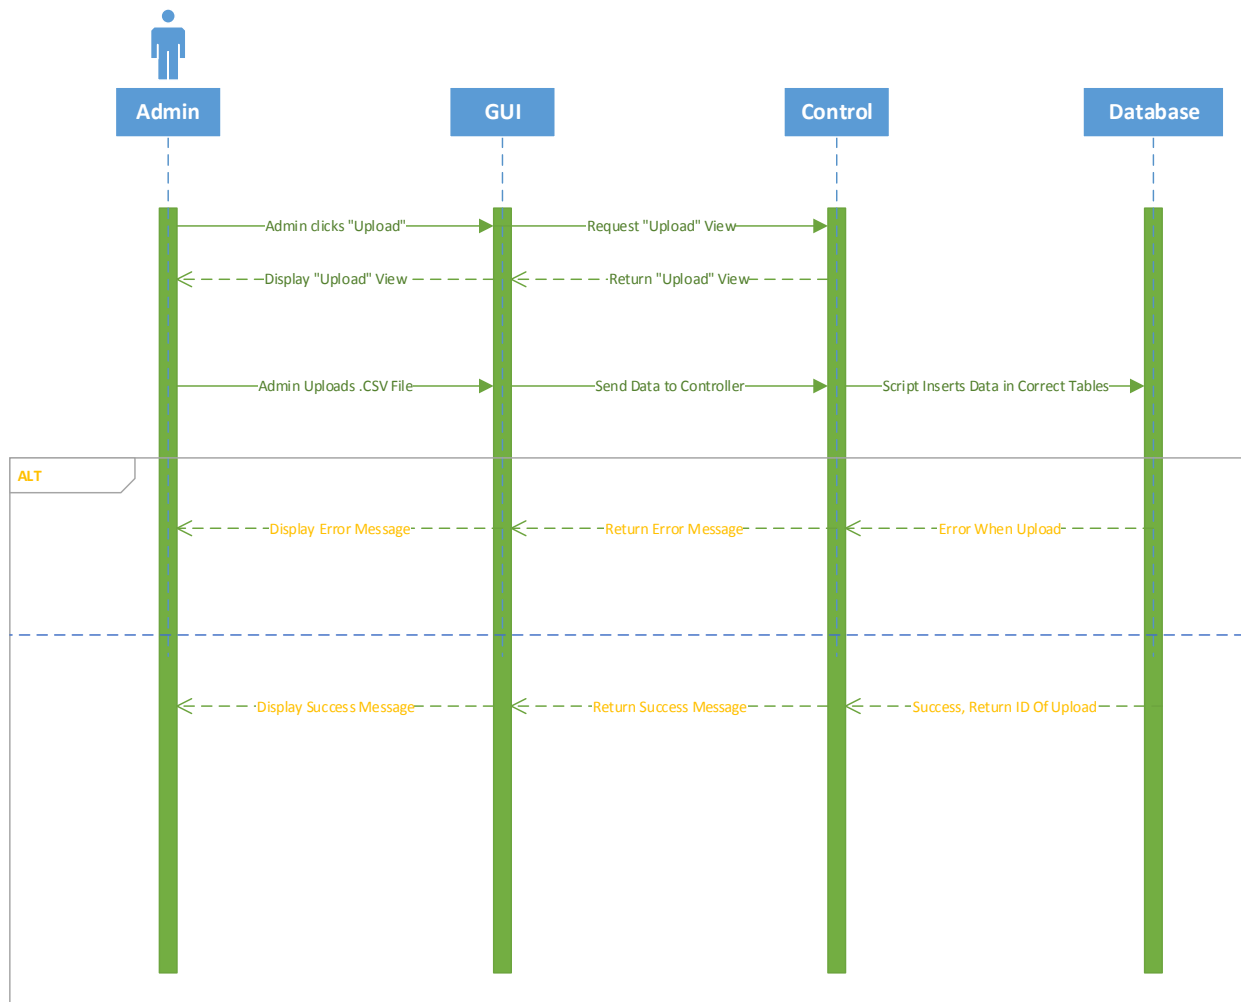 Admin
GUI
Control
Database
Admin clicks "Upload"
Request "Upload" View
Display "Upload" View
Return "Upload" View
Admin Uploads .CSV File
Send Data to Controller
Script Inserts Data in Correct Tables
ALT
Display Error Message
Return Error Message
Error When Upload
Display Success Message
Return Success Message
Success, Return ID Of Upload